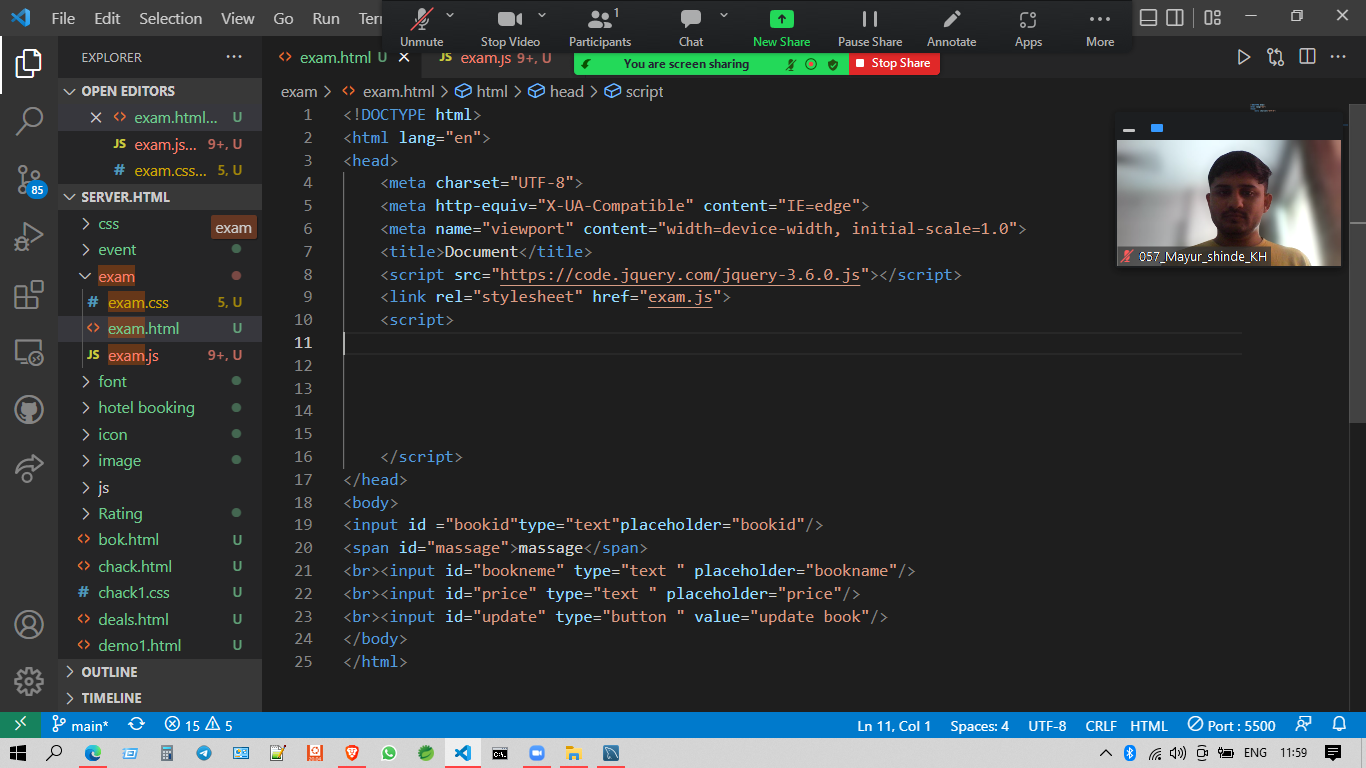 File Edit Selection View Go Run Ter
Unmute
Stop Video
1
Participants
Chat
New Share
Pause Share
Annotate
Apps
More
You are screen sharing
Stop Share
EXPLORER
exam.html U
JS exam.js 9+, U
OPEN EDITORS
exam.html... U
JS exam.js... 9+, U
# exam.css... 5, U
SERVER.HTML
css
exam
event
exam
# exam.css 5, U
exam.html U
JS exam.js 9+, U
font
hotel booking
icon
image
js
Rating
bok.html U
chack.html U
# chack1.css U
deals.html U
demo1.html U
OUTLINE
TIMELINE
85
exam > exam.html > html > head > script
1 <!DOCTYPE html>
2 <html lang="en">
3 <head>
4 <meta charset="UTF-8">
5 <meta http-equiv="X-UA-Compatible" content="IE=edge">
6 <meta name="viewport" content="width=device-width, initial-scale=1.0">
7 <title>Document</title>
8 <script src="https://code.jquery.com/jquery-3.6.0.js"></script>
9 <link rel="stylesheet" href="exam.js">
10 <script>
11
12
13
14
15
16 </script>
17 </head>
18 <body>
19 <input id ="bookid"type="text"placeholder="bookid"/>
20 <span id="massage">massage</span>
21 <br><input id="bookneme" type="text " placeholder="bookname"/>
22 <br><input id="price" type="text " placeholder="price"/>
23 <br><input id="update" type="button " value="update book"/>
24 </body>
25 </html>
057_Mayur_shinde_KH
main* 15 5
Ln 11, Col 1 Spaces: 4 UTF-8 CRLF HTML Port : 5500
ENG 11:59